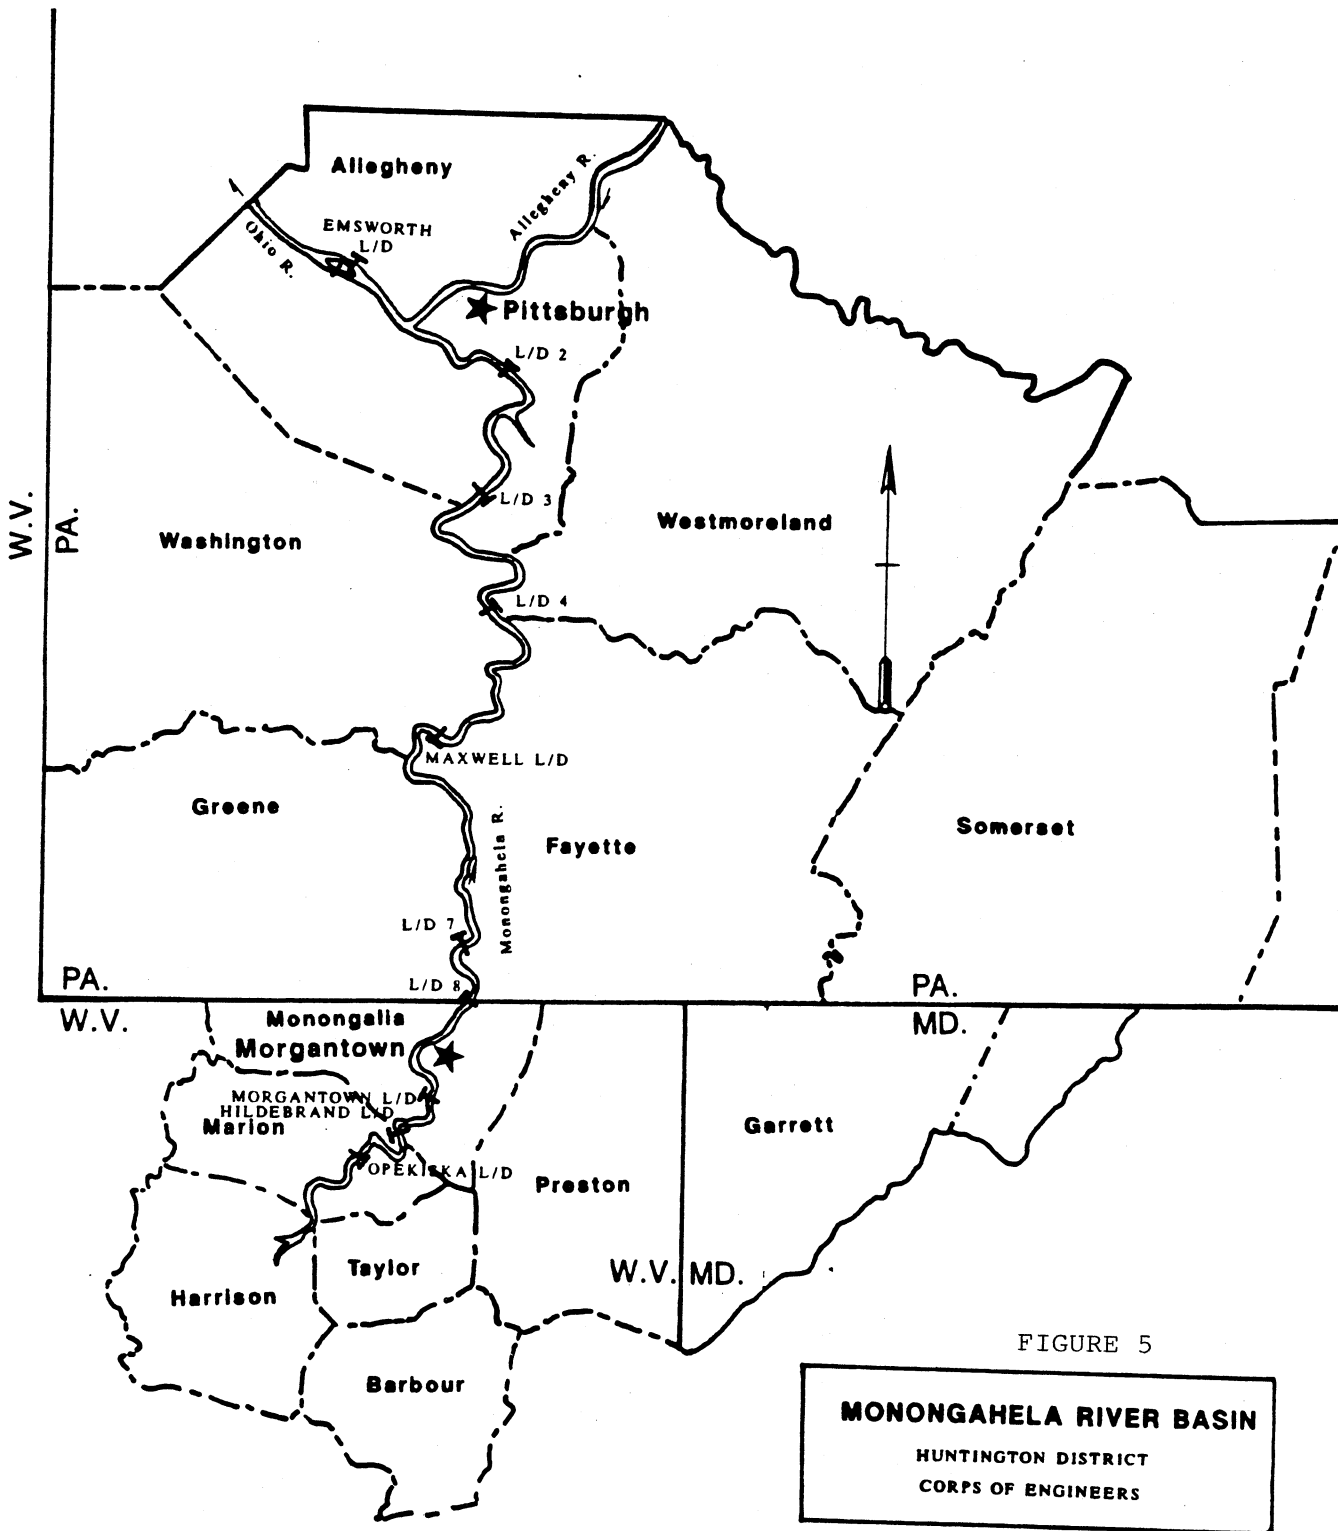 Allegheny
Allegheny R.
EMSWORTH
L/D
Ohio R.
Pittsburgh
L/D 2
W.V.
PA.
L/D 3
Washington
Westmoreland
L/D 4
MAXWELL L/D
Greene
Monongahela R.
Fayette
Somerset
L/D 7
L/D 8
PA.
W.V.
PA.
MD.
Monongalia
Morgantown
MORGANTOWN L/D
HILDEBRAND L/D
Marion
Garrett
OPEKISKA L/D
Preston
Taylor
W.V.
MD.
Harrison
Barbour
FIGURE 5
MONONGAHELA RIVER BASIN
HUNTINGTON DISTRICT
CORPS OF ENGINEERS